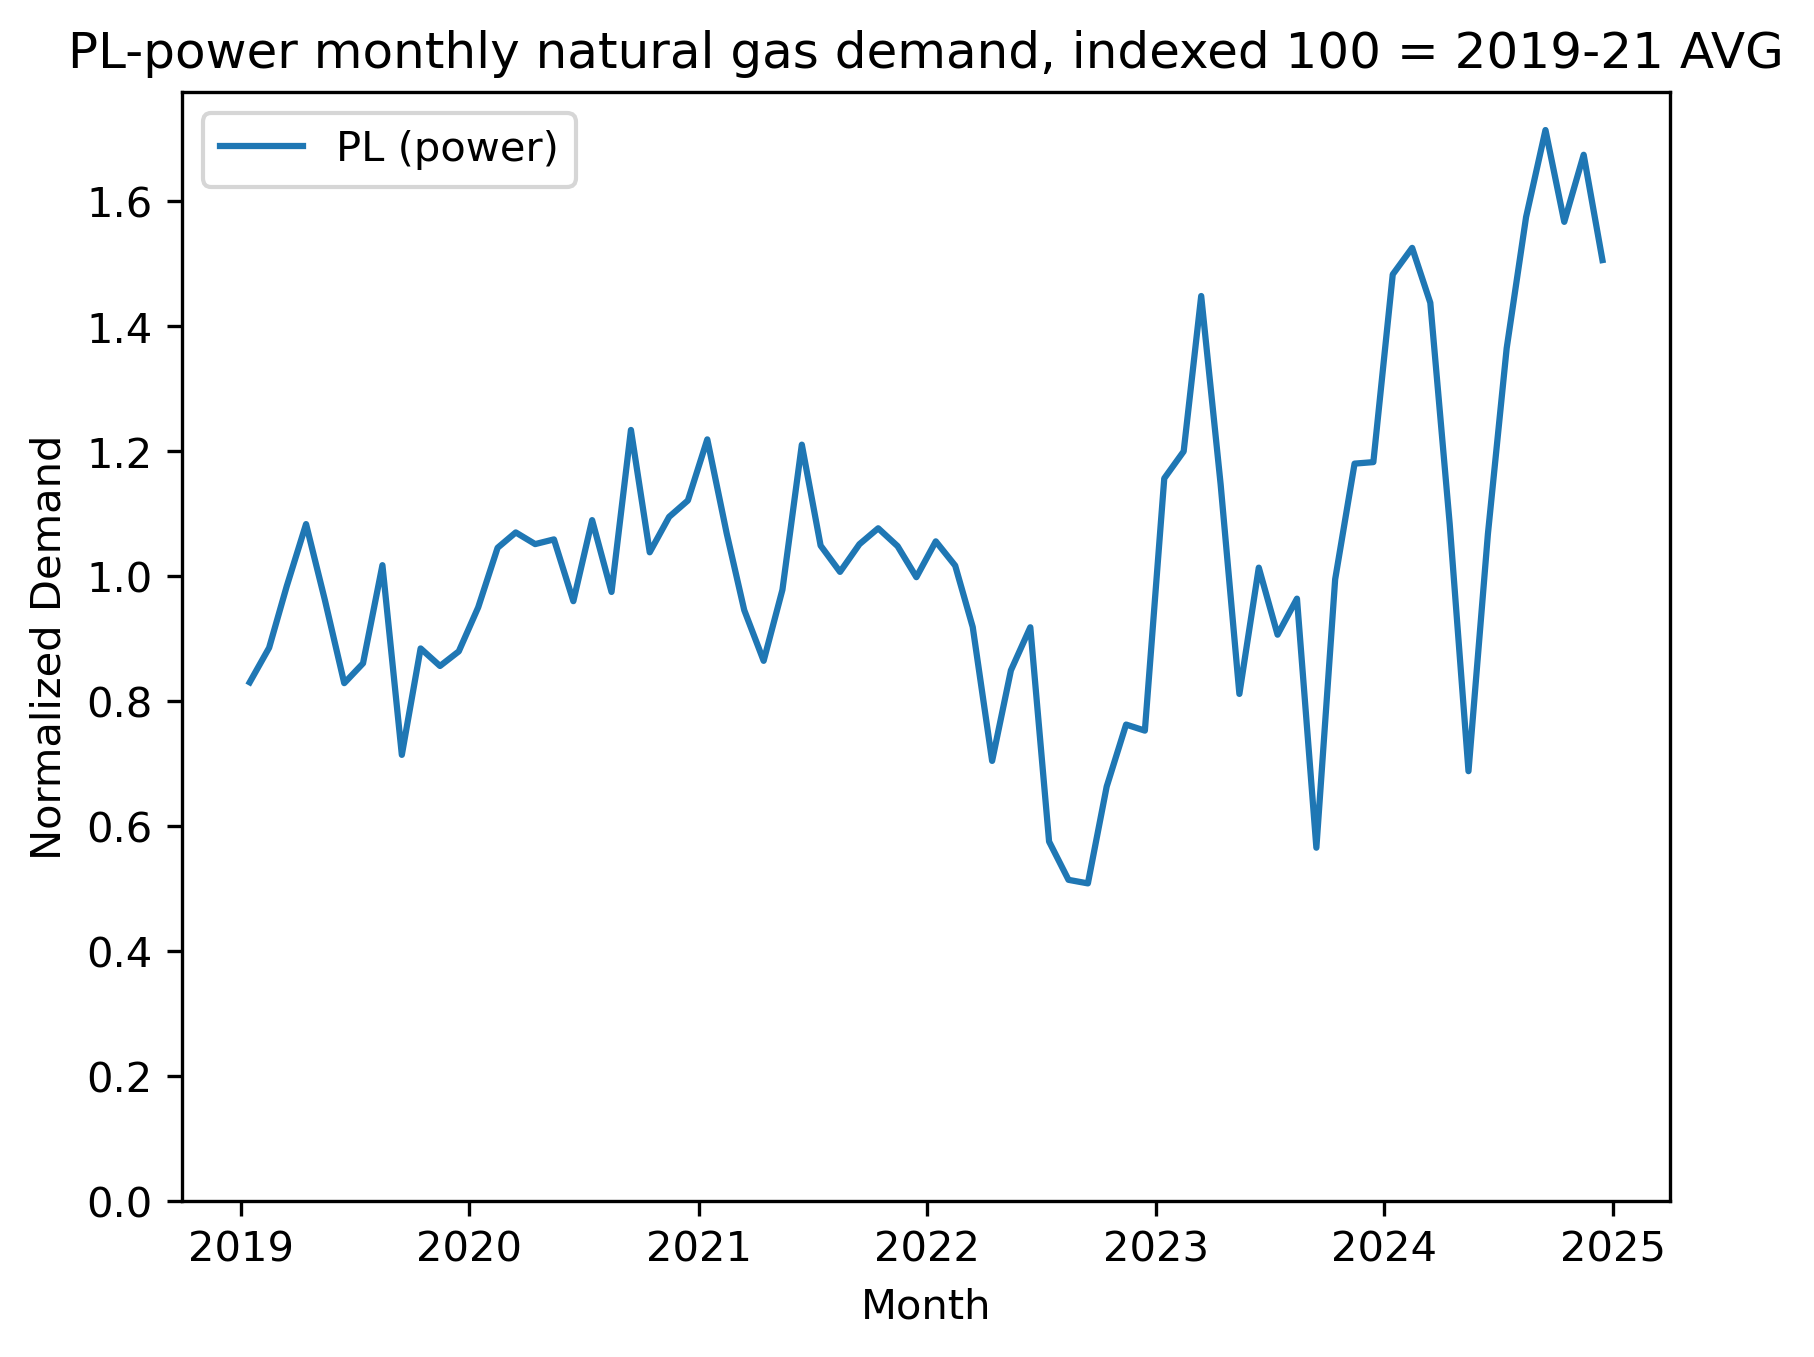 PL-power monthly natural gas demand, indexed 100 = 2019-21 AVG
PL (power)
1.6
1.4
1.2
1.0
0.8
0.6
0.4
0.2
0.0
Normalized Demand
2019 2020 2021 2022 2023 2024 2025
Month